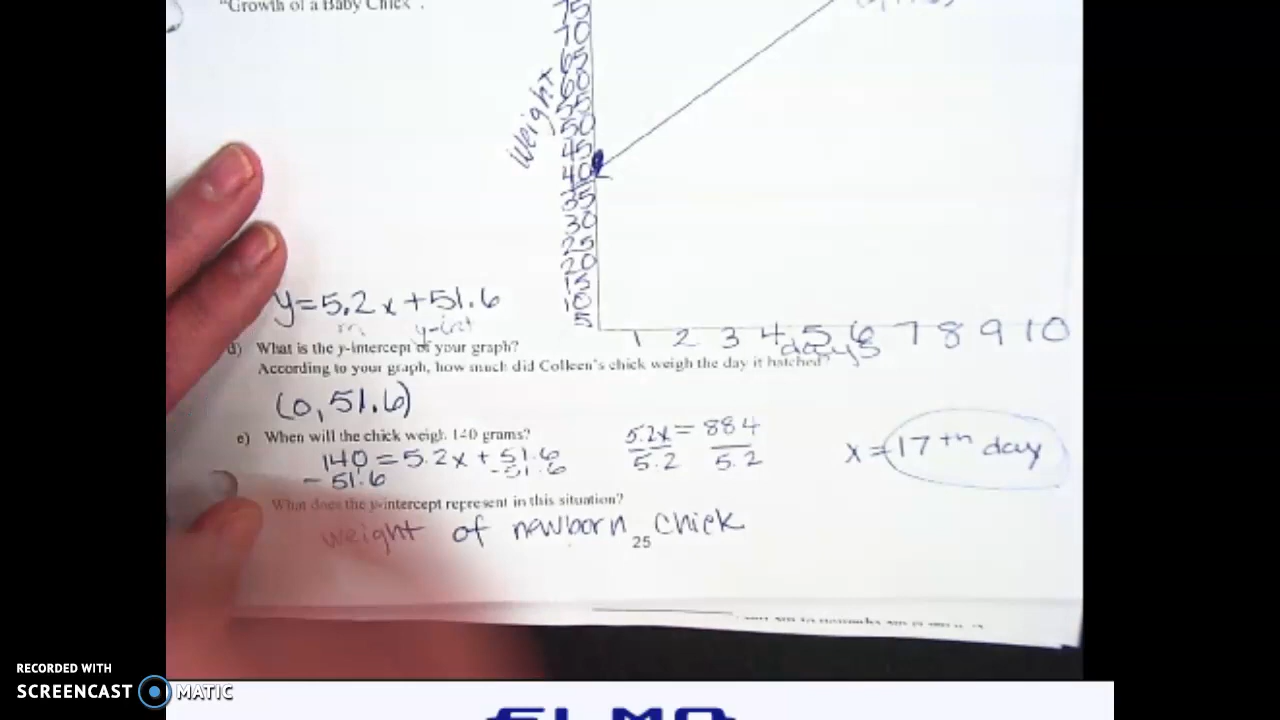 "Growth of a Baby Chick".
75
70
65
60
55
50
45
40
35
30
25
20
15
10
5
Weight
1 2 3 4 5 6 7 8 9 10
days
y=5.2x+51.6
m y-int
d) What is the y-intercept of your graph?
According to your graph, how much did Colleen's chick weigh the day it hatched?
(0, 51.6)
e) When will the chick weigh 140 grams?
140 = 5.2x + 51.6
- 51.6 -51.6
5.2x = 884
5.2 5.2
x = 17th day
What does the y-intercept represent in this situation?
weight of newborn chick
25
RECORDED WITH
SCREENCAST MATIC
ELMO